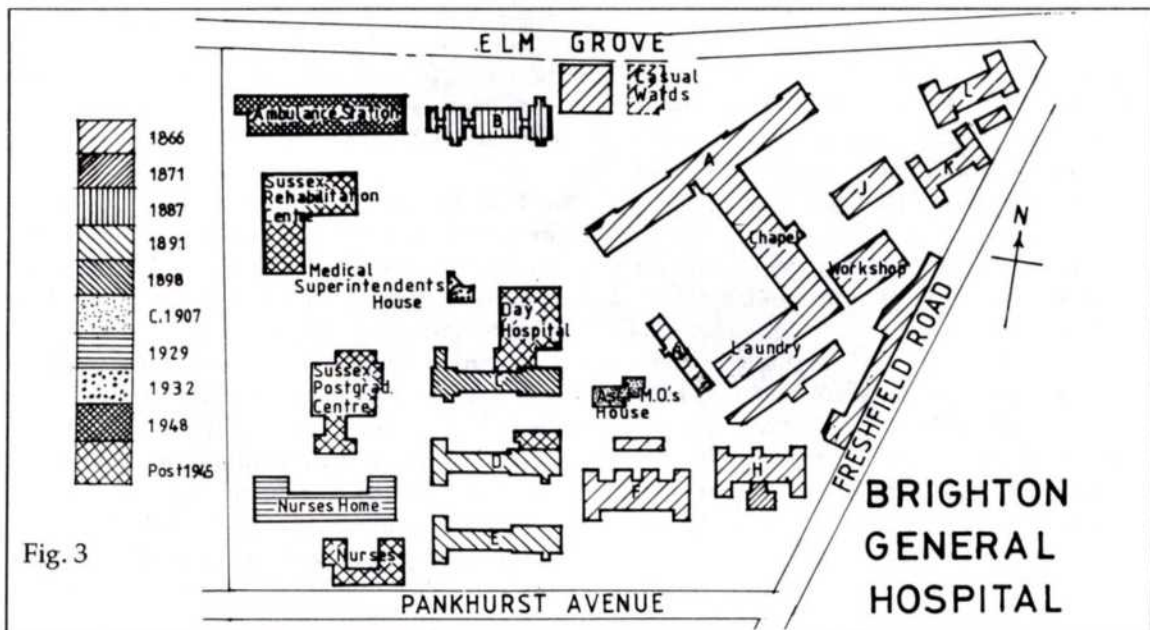 ELM GROVE
Casual
Wards
Ambulance Station
B
L
K
A
J
Sussex
Rehabilitation
Centre
Chapel
Workshop
N
Medical
Superintendents
House
Day
Hospital
Laundry
G
FRESHFIELD ROAD
Sussex
Postgrad.
Centre
C
M.O.'s
House
D
H
F
Nurses Home
E
Nurses
PANKHURST AVENUE
BRIGHTON
GENERAL
HOSPITAL
1866
1871
1887
1891
1898
C.1907
1929
1932
1948
Fig. 3